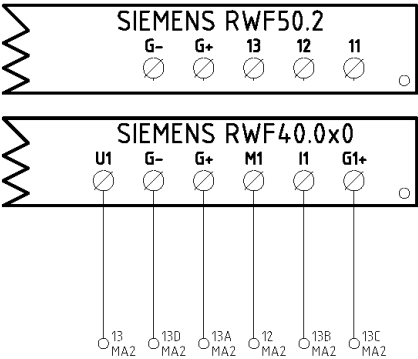 SIEMENS RWF50.2
G- G+ 13 12 11
SIEMENS RWF40.0x0
U1 G- G+ M1 I1 G1+
13 13D 13A 12 13B 13C
MA2 MA2 MA2 MA2 MA2 MA2